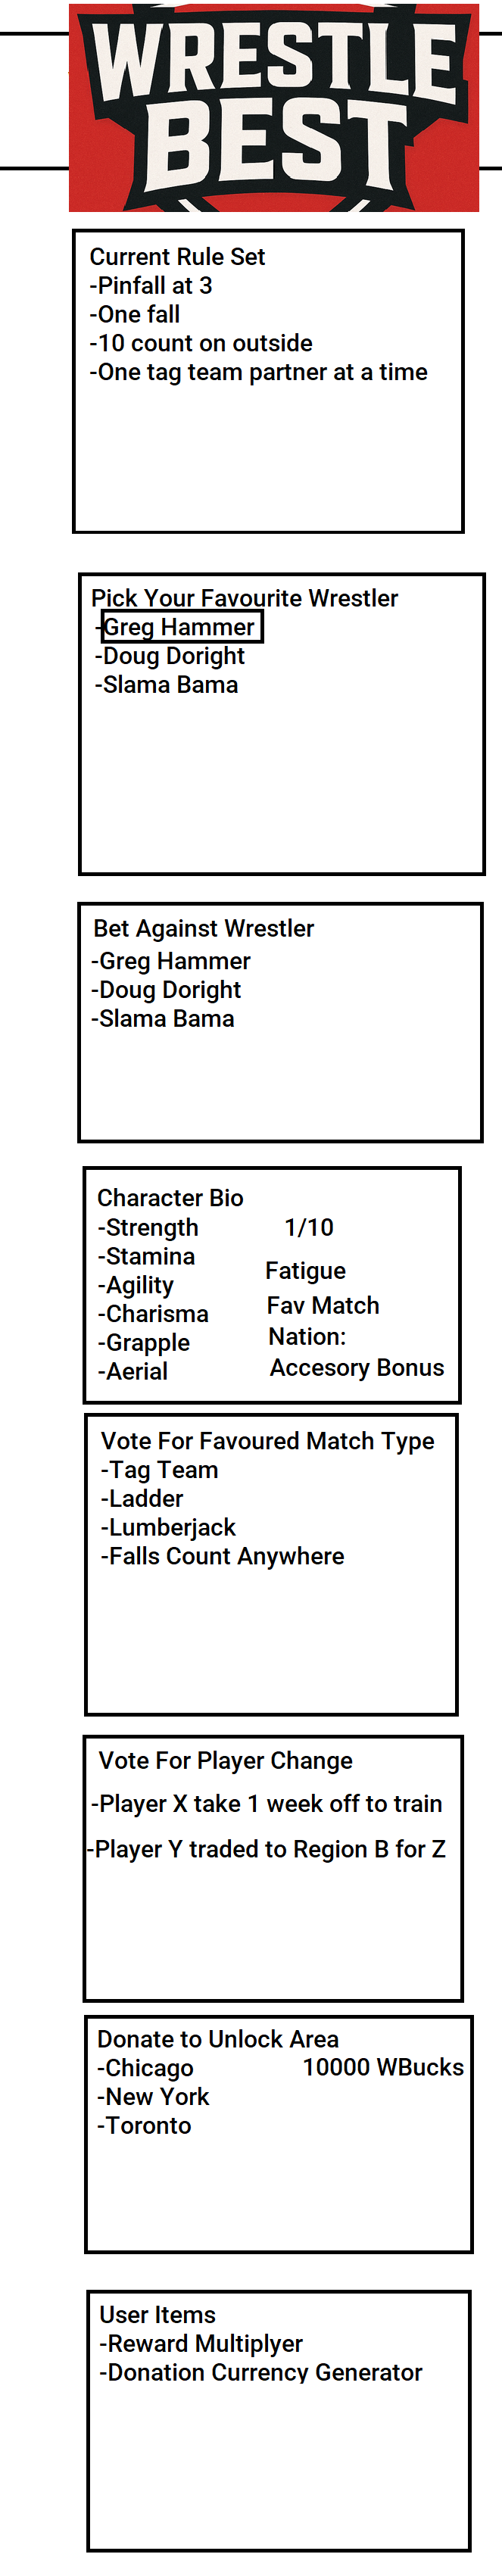 WRESTLE
BEST
Current Rule Set
-Pinfall at 3
-One fall
-10 count on outside
-One tag team partner at a time
Pick Your Favourite Wrestler
-Greg Hammer
-Doug Doright
-Slama Bama
Bet Against Wrestler
-Greg Hammer
-Doug Doright
-Slama Bama
Character Bio
-Strength 1/10
-Stamina
Fatigue
-Agility
Fav Match
-Charisma
Nation:
-Grapple
Accesory Bonus
-Aerial
Vote For Favoured Match Type
-Tag Team
-Ladder
-Lumberjack
-Falls Count Anywhere
Vote For Player Change
-Player X take 1 week off to train
-Player Y traded to Region B for Z
Donate to Unlock Area
-Chicago 10000 WBucks
-New York
-Toronto
User Items
-Reward Multiplyer
-Donation Currency Generator